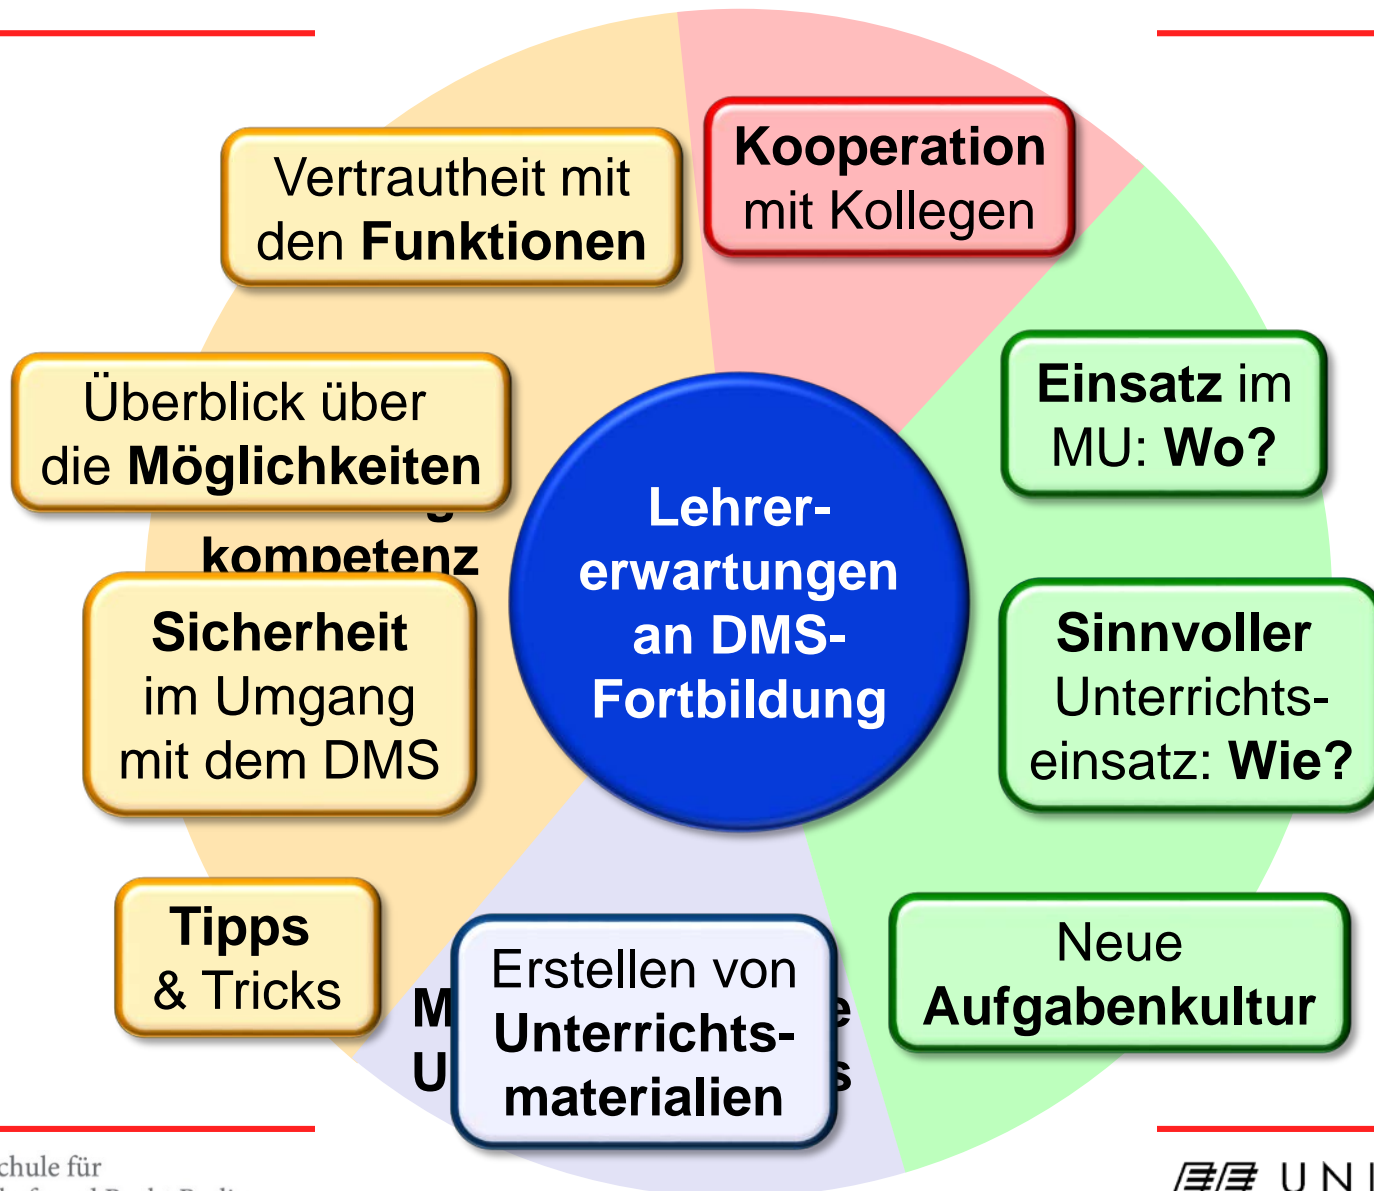 Vertrautheit mit
den Funktionen
Kooperation
mit Kollegen
Überblick über
die Möglichkeiten
kompetenz
Einsatz im
MU: Wo?
Lehrer-
erwartungen
an DMS-
Fortbildung
Sicherheit
im Umgang
mit dem DMS
Sinnvoller
Unterrichts-
einsatz: Wie?
Tipps
& Tricks
Erstellen von
Unterrichts-
materialien
Neue
Aufgabenkultur
chule für
UNI